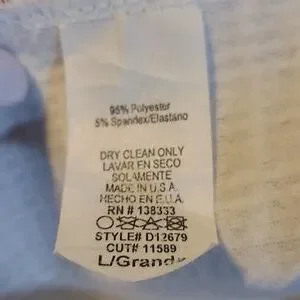 95% Polyester
5% Spandex/Elastano
DRY CLEAN ONLY
LAVAR EN SECO
SOLAMENTE
MADE IN U.S.A.
HECHO EN E.U.A.
RN # 138333
STYLE# D12679
CUT# 11589
L/Grande